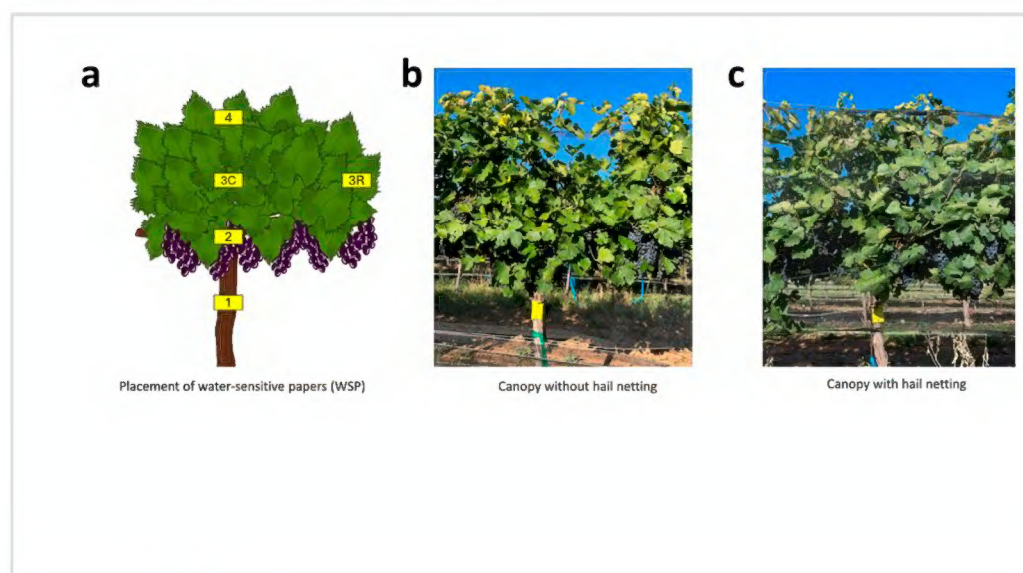 a
b
c
4
3C
3R
2
1
Placement of water-sensitive papers (WSP)
Canopy without hail netting
Canopy with hail netting